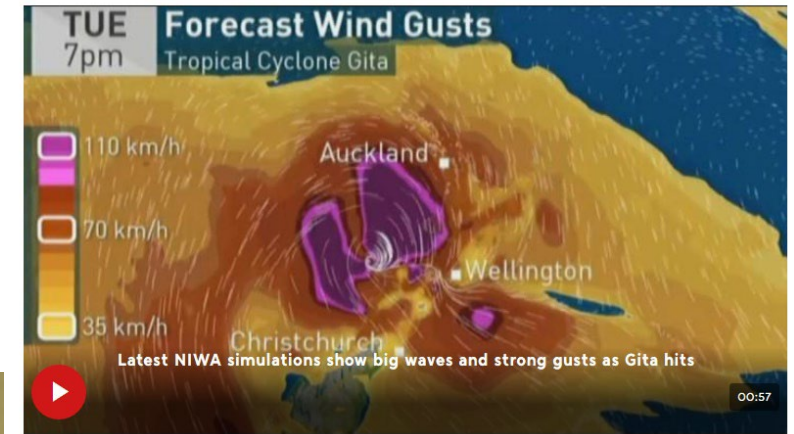 TUE
7pm
Forecast Wind Gusts
Tropical Cyclone Gita
110 km/h
Auckland
70 km/h
Wellington
35 km/h
Christchurch
Latest NIWA simulations show big waves and strong gusts as Gita hits
00:57